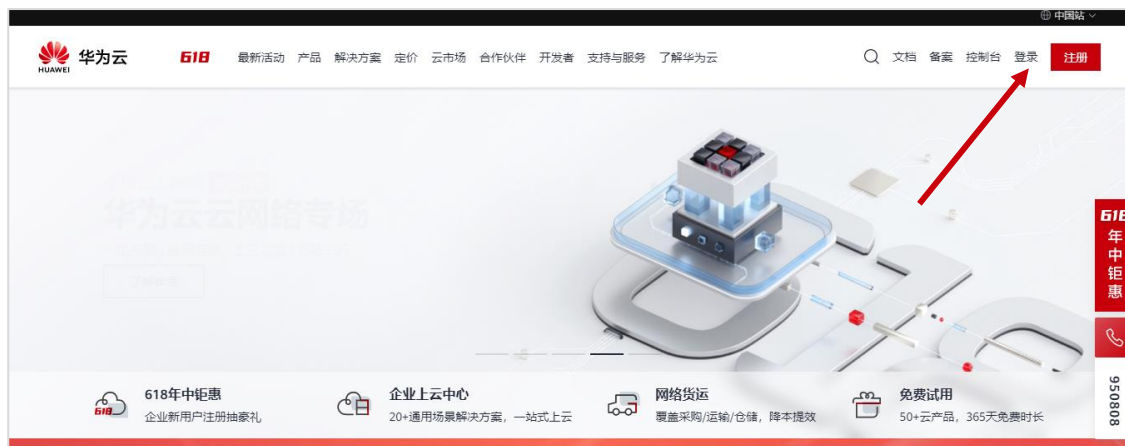 中国站
HUAWEI
华为云
618
最新活动 产品 解决方案 定价 云市场 合作伙伴 开发者 支持与服务 了解华为云
文档 备案 控制台 登录 注册
华为云云网络专场
618
年中钜惠
950808
618
618年中钜惠
企业新用户注册抽豪礼
企业上云中心
20+通用场景解决方案，一站式上云
网络货运
覆盖采购/运输/仓储，降本提效
免费试用
50+云产品，365天免费时长